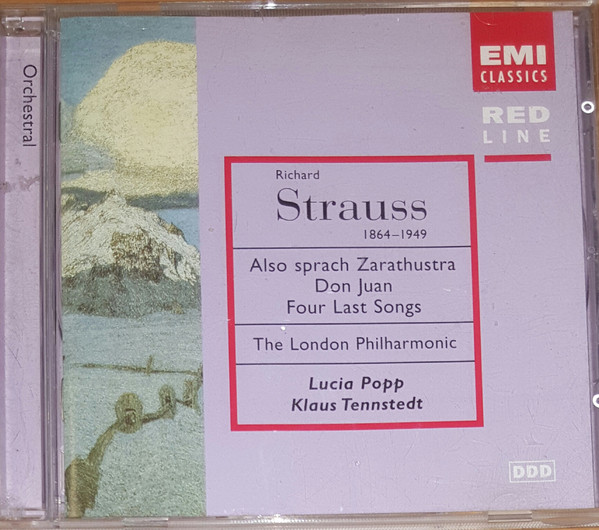 Orchestral
EMI
CLASSICS
RED
LINE
Richard
Strauss
1864–1949
Also sprach Zarathustra
Don Juan
Four Last Songs
The London Philharmonic
Lucia Popp
Klaus Tennstedt
DDD